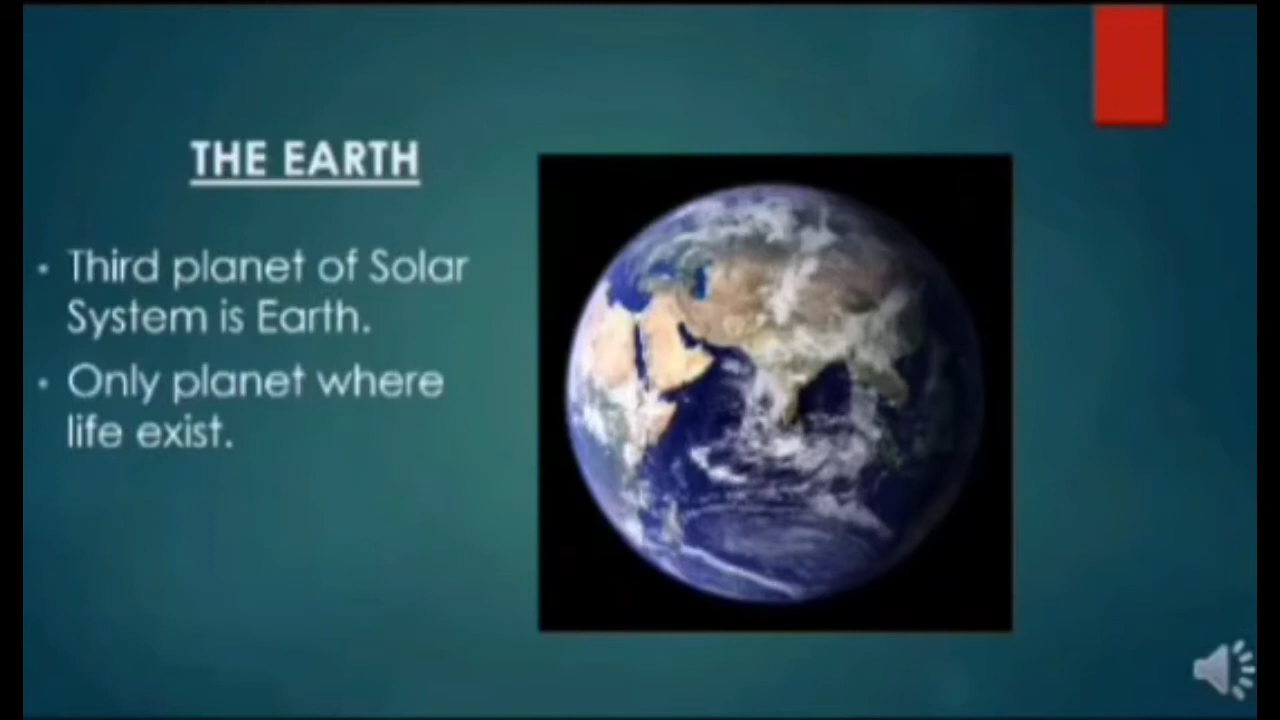 THE EARTH
• Third planet of Solar
System is Earth.
• Only planet where
life exist.